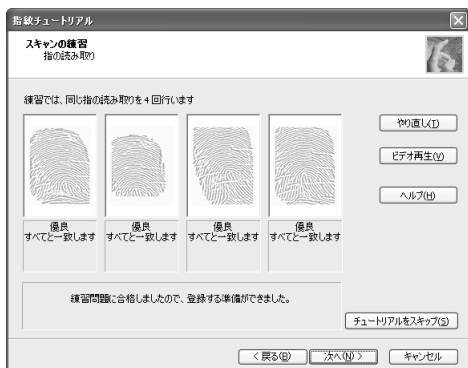 指紋チュートリアル
スキャンの練習
指の読み取り
練習では、同じ指の読み取りを4回行います
やり直し(T)
ビデオ再生(V)
ヘルプ(H)
優良
すべてと一致します
優良
すべてと一致します
優良
すべてと一致します
優良
すべてと一致します
練習問題に合格しましたので、登録する準備ができました。
チュートリアルをスキップ(S)
< 戻る(B)
次へ(N) >
キャンセル